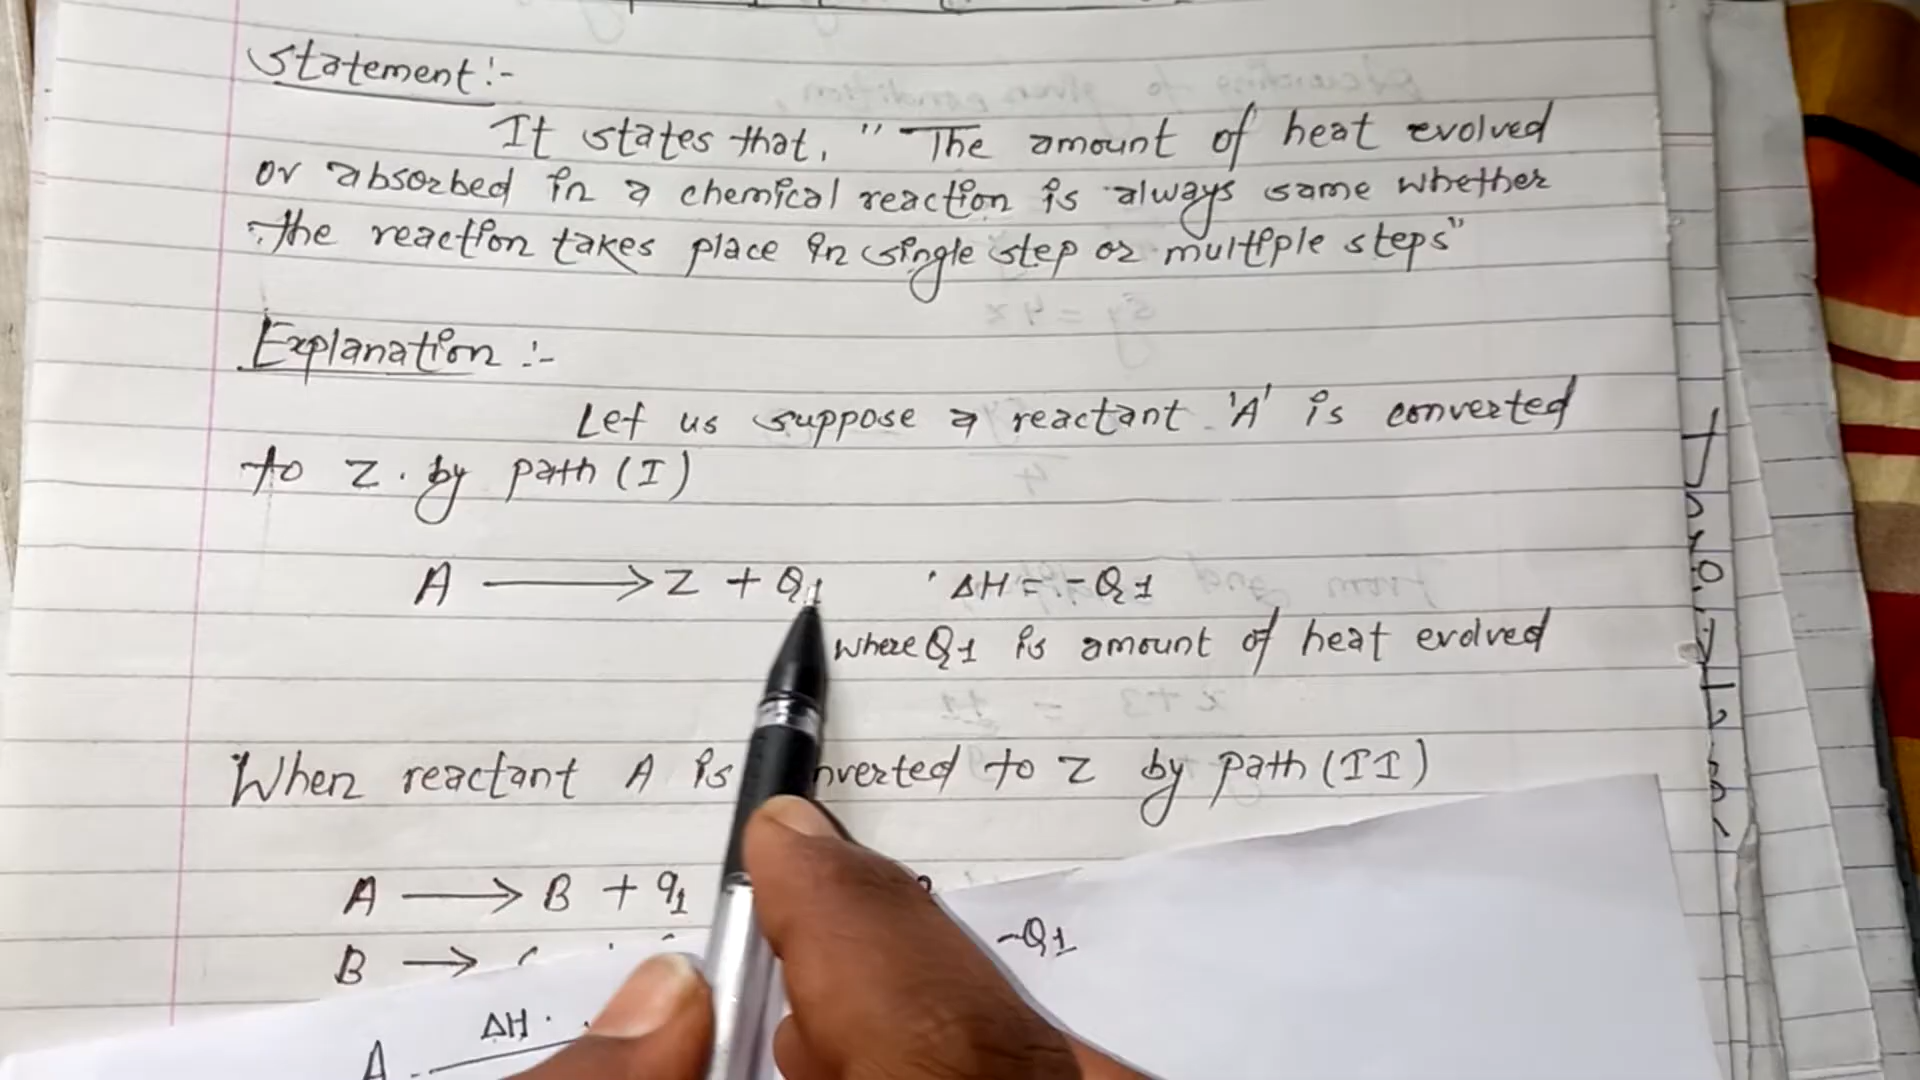 Statement:-
It states that, "The amount of heat evolved
or absorbed in a chemical reaction is always same whether
the reaction takes place in single step or multiple steps"
Explanation :-
Let us suppose a reactant 'A' is converted
to Z. by path (I)
A ⟶ Z + Q1 ΔH = -Q1
where Q1 is amount of heat evolved
When reactant A is nverted to Z by path (II)
A ⟶ B + q1
B →
-Q1
ΔH
A